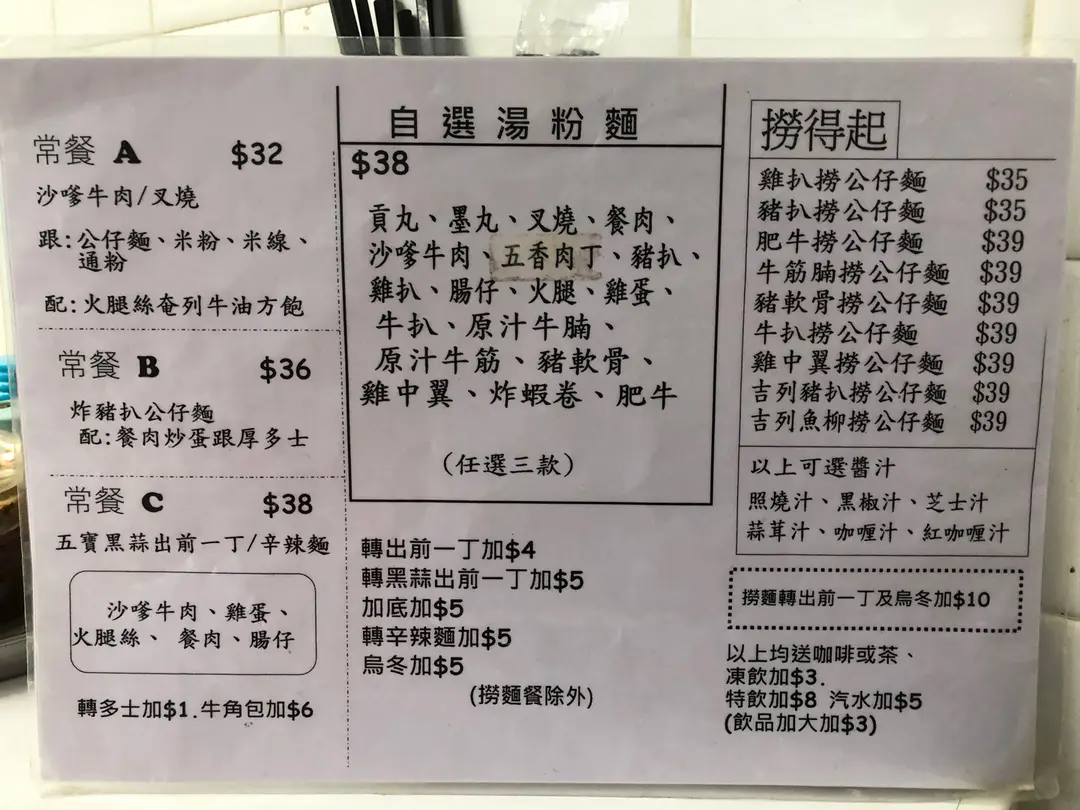 常餐 A $32
沙嗲牛肉/叉燒
跟:公仔麵、米粉、米線、
通粉
配:火腿絲奄列牛油方飽
常餐 B $36
炸豬扒公仔麵
配:餐肉炒蛋跟厚多士
常餐 C $38
五寶黑蒜出前一丁/辛辣麵
沙嗲牛肉、雞蛋、
火腿絲、 餐肉、腸仔
轉多士加$1.牛角包加$6
自選湯粉麵
$38
貢丸、墨丸、叉燒、餐肉、
沙嗲牛肉、五香肉丁、豬扒、
雞扒、腸仔、火腿、雞蛋、
牛扒、原汁牛腩、
原汁牛筋、豬軟骨、
雞中翼、炸蝦卷、肥牛
(任選三款)
轉出前一丁加$4
轉黑蒜出前一丁加$5
加底加$5
轉辛辣麵加$5
烏冬加$5
(撈麵餐除外)
撈得起
雞扒撈公仔麵 $35
豬扒撈公仔麵 $35
肥牛撈公仔麵 $39
牛筋腩撈公仔麵 $39
豬軟骨撈公仔麵 $39
牛扒撈公仔麵 $39
雞中翼撈公仔麵 $39
吉列豬扒撈公仔麵 $39
吉列魚柳撈公仔麵 $39
以上可選醬汁
照燒汁、黑椒汁、芝士汁
蒜茸汁、咖喱汁、紅咖喱汁
撈麵轉出前一丁及烏冬加$10
以上均送咖啡或茶、
凍飲加$3.
特飲加$8 汽水加$5
(飲品加大加$3)